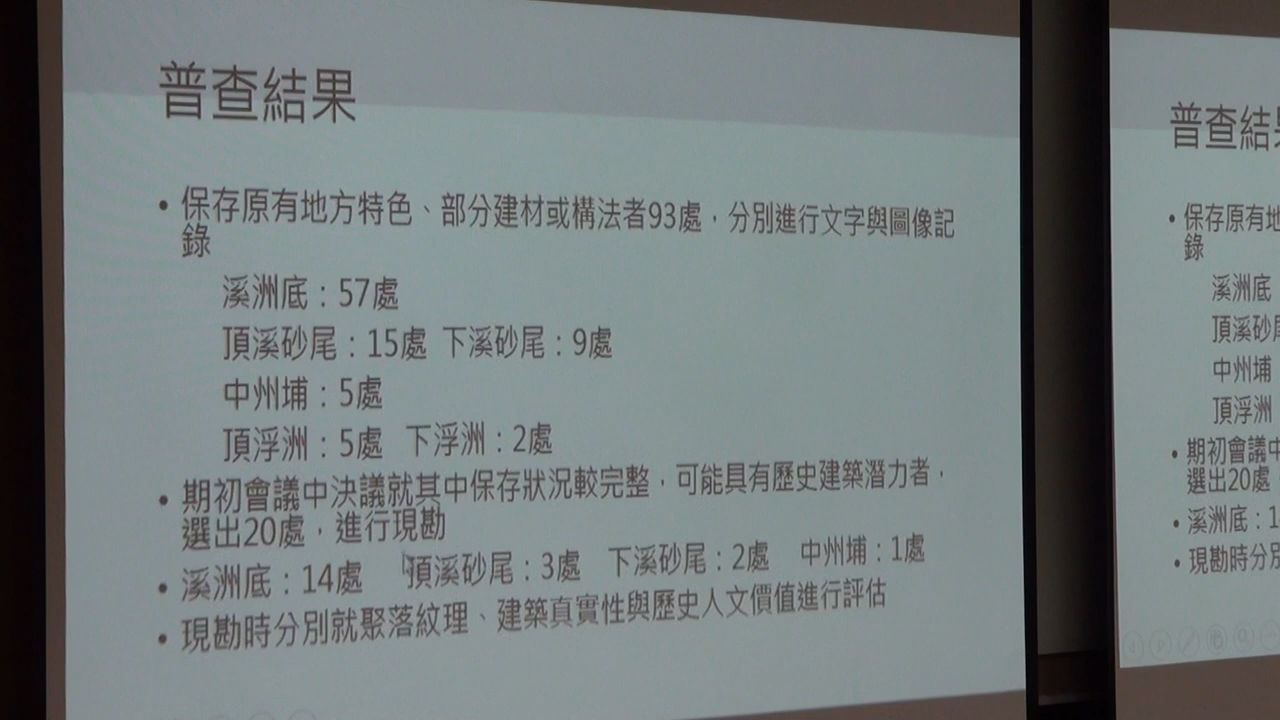 普查結果
• 保存原有地方特色、部分建材或構法者93處，分別進行文字與圖像記
錄
溪洲底：57處
頂溪砂尾：15處 下溪砂尾：9處
中州埔：5處
頂浮洲：5處 下浮洲：2處
• 期初會議中決議就其中保存狀況較完整，可能具有歷史建築潛力者，
選出20處，進行現勘
• 溪洲底：14處 頂溪砂尾：3處 下溪砂尾：2處 中州埔：1處
• 現勘時分別就聚落紋理、建築真實性與歷史人文價值進行評估
普查結
• 保存原有地
錄
溪洲底
頂溪砂
中州埔
頂浮洲
• 期初會議中
選出20處
• 溪洲底：1
• 現勘時分